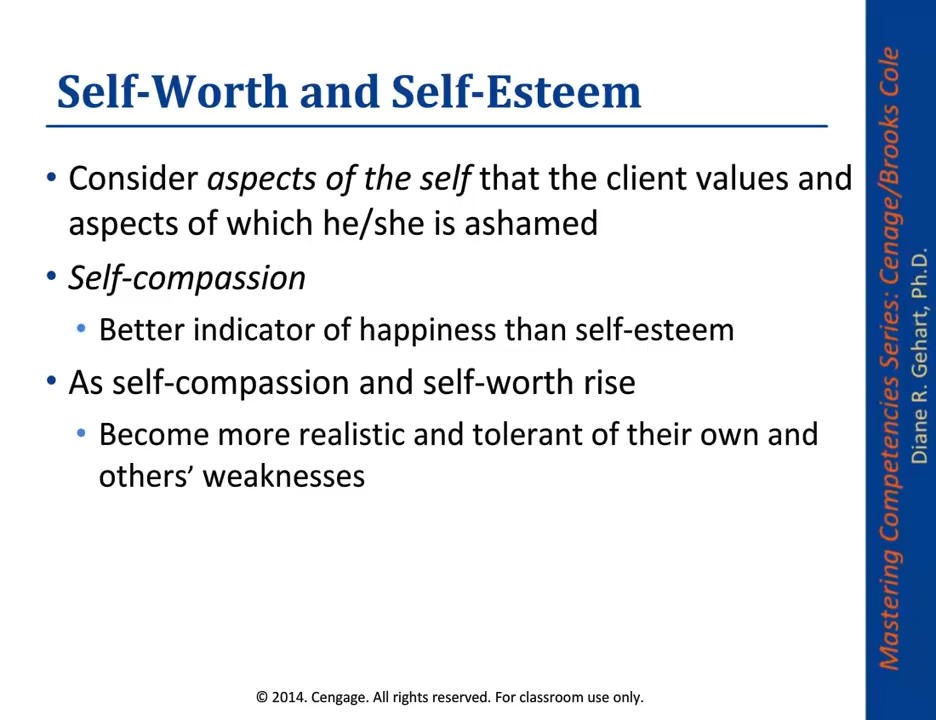 Self-Worth and Self-Esteem
• Consider aspects of the self that the client values and
aspects of which he/she is ashamed
• Self-compassion
• Better indicator of happiness than self-esteem
• As self-compassion and self-worth rise
• Become more realistic and tolerant of their own and
others’ weaknesses
© 2014. Cengage. All rights reserved. For classroom use only.
Mastering Competencies Series: Cenage/Brooks Cole
Diane R. Gehart, Ph.D.